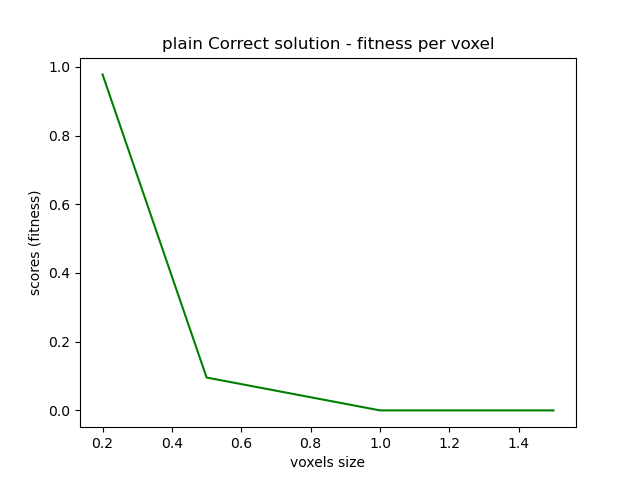 plain Correct solution - fitness per voxel
1.0
0.8
0.6
0.4
0.2
0.0
scores (fitness)
0.2 0.4 0.6 0.8 1.0 1.2 1.4
voxels size